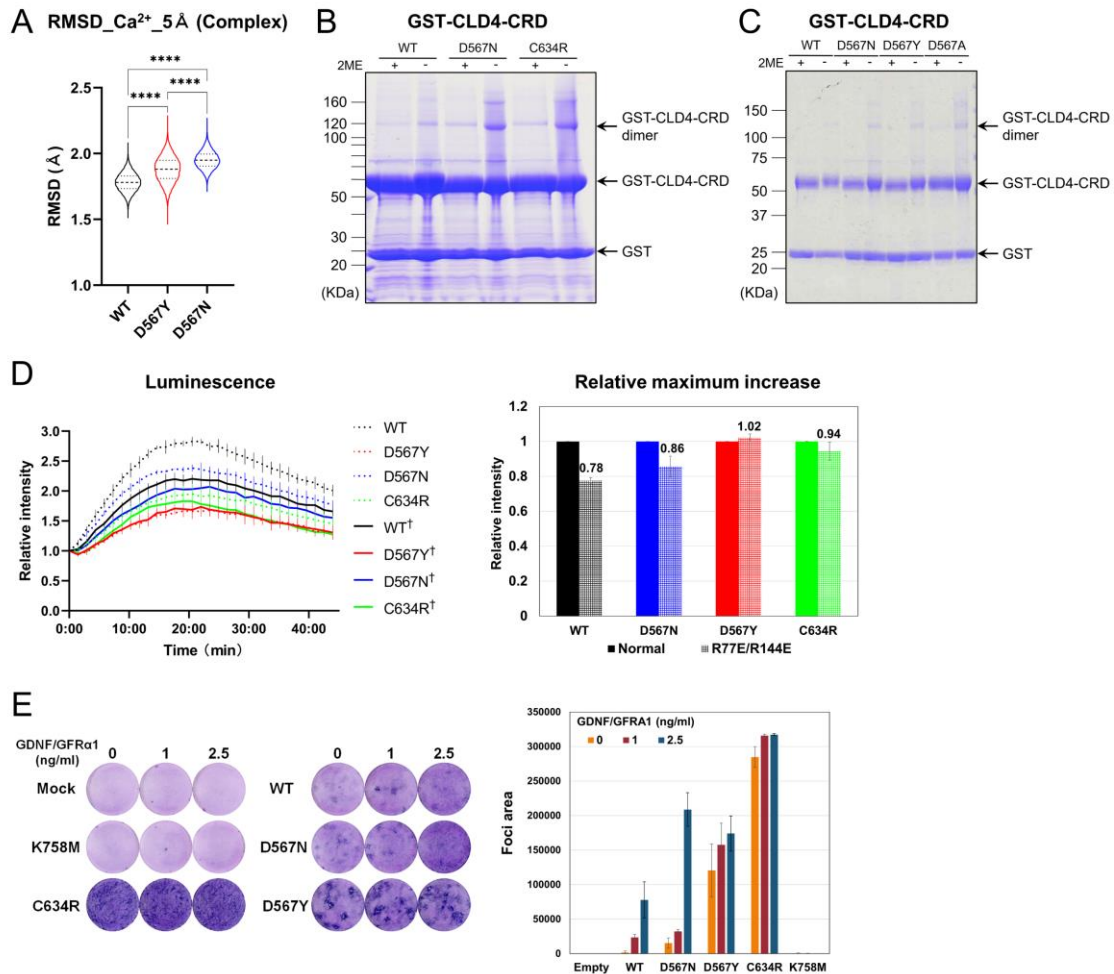 A
RMSD_Ca²⁺_5Å (Complex)
****
****
****
RMSD (Å)
2.5
2.0
1.5
1.0
WT
D567Y
D567N
B
GST-CLD4-CRD
WT
D567N
C634R
2ME
+
-
+
-
+
-
160
120
50
30
20
(KDa)
GST-CLD4-CRD
dimer
GST-CLD4-CRD
GST
C
GST-CLD4-CRD
WT
D567N
D567Y
D567A
2ME
+
-
+
-
+
-
+
-
150
100
75
50
37
25
20
(KDa)
GST-CLD4-CRD
dimer
GST-CLD4-CRD
GST
D
Luminescence
Relative intensity
3.0
2.5
2.0
1.5
1.0
0.5
0.0
0:00
10:00
20:00
30:00
40:00
Time (min)
WT
D567Y
D567N
C634R
WT†
D567Y†
D567N†
C634R†
Relative maximum increase
Relative intensity
1.2
1
0.8
0.6
0.4
0.2
0
0.78
0.86
1.02
0.94
WT
D567N
D567Y
C634R
Normal
R77E/R144E
E
GDNF/GFRα1
(ng/ml)
0
1
2.5
Mock
K758M
C634R
0
1
2.5
WT
D567N
D567Y
Foci area
350000
300000
250000
200000
150000
100000
50000
0
GDNF/GFRA1 (ng/ml)
0
1
2.5
Empty
WT
D567N
D567Y
C634R
K758M